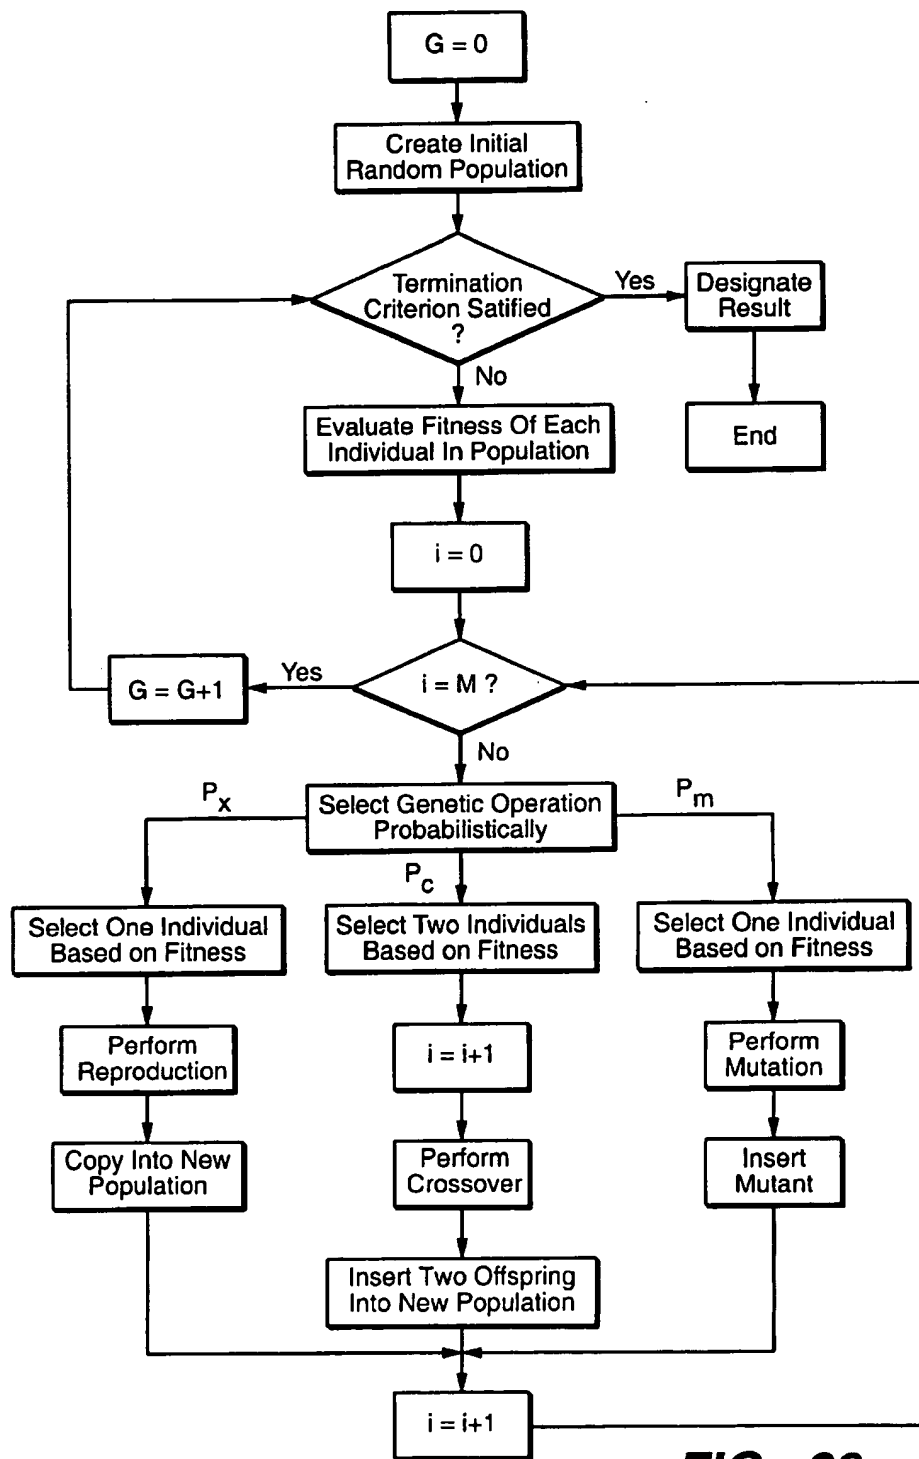 G = 0
Create Initial
Random Population
Termination
Criterion Satified
?
Yes
Designate
Result
End
No
Evaluate Fitness Of Each
Individual In Population
i = 0
i = M ?
Yes
G = G+1
No
Select Genetic Operation
Probabilistically
Px
Pc
Pm
Select One Individual
Based on Fitness
Select Two Individuals
Based on Fitness
Select One Individual
Based on Fitness
Perform
Reproduction
i = i+1
Perform
Mutation
Copy Into New
Population
Perform
Crossover
Insert
Mutant
Insert Two Offspring
Into New Population
i = i+1